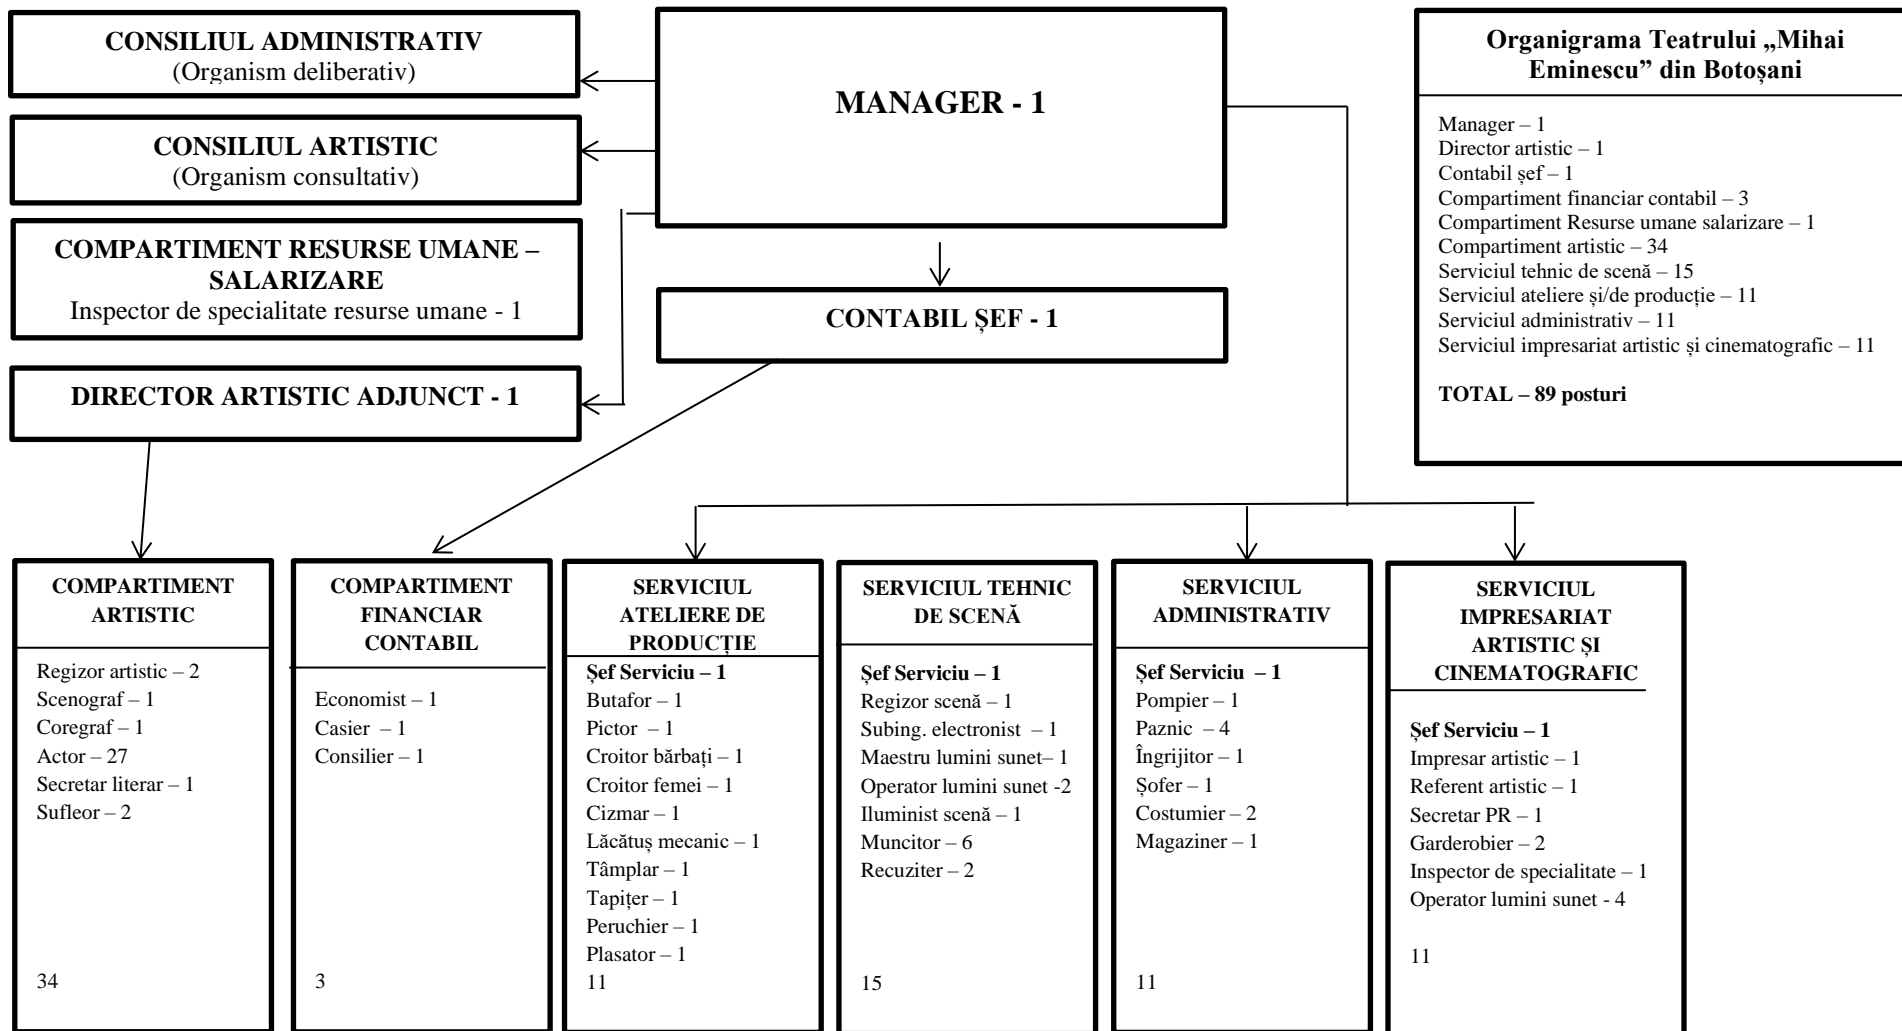 CONSILIUL ADMINISTRATIV
(Organism deliberativ)
CONSILIUL ARTISTIC
(Organism consultativ)
COMPARTIMENT RESURSE UMANE –
SALARIZARE
Inspector de specialitate resurse umane - 1
DIRECTOR ARTISTIC ADJUNCT - 1
MANAGER - 1
CONTABIL ȘEF - 1
Organigrama Teatrului „Mihai
Eminescu” din Botoșani
Manager – 1
Director artistic – 1
Contabil șef – 1
Compartiment financiar contabil – 3
Compartiment Resurse umane salarizare – 1
Compartiment artistic – 34
Serviciul tehnic de scenă – 15
Serviciul ateliere și/de producție – 11
Serviciul administrativ – 11
Serviciul impresariat artistic și cinematografic – 11
TOTAL – 89 posturi
COMPARTIMENT
ARTISTIC
Regizor artistic – 2
Scenograf – 1
Coregraf – 1
Actor – 27
Secretar literar – 1
Sufleor – 2
34
COMPARTIMENT
FINANCIAR
CONTABIL
Economist – 1
Casier – 1
Consilier – 1
3
SERVICIUL
ATELIERE DE
PRODUCȚIE
Șef Serviciu – 1
Butafor – 1
Pictor – 1
Croitor bărbați – 1
Croitor femei – 1
Cizmar – 1
Lăcătuș mecanic – 1
Tâmplar – 1
Tapițer – 1
Peruchier – 1
Plasator – 1
11
SERVICIUL TEHNIC
DE SCENĂ
Șef Serviciu – 1
Regizor scenă – 1
Subing. electronist – 1
Maestru lumini sunet– 1
Operator lumini sunet -2
Iluminist scenă – 1
Muncitor – 6
Recuziter – 2
15
SERVICIUL
ADMINISTRATIV
Șef Serviciu – 1
Pompier – 1
Paznic – 4
Îngrijitor – 1
Șofer – 1
Costumier – 2
Magaziner – 1
11
SERVICIUL
IMPRESARIAT
ARTISTIC ȘI
CINEMATOGRAFIC
Șef Serviciu – 1
Impresar artistic – 1
Referent artistic – 1
Secretar PR – 1
Garderobier – 2
Inspector de specialitate – 1
Operator lumini sunet - 4
11